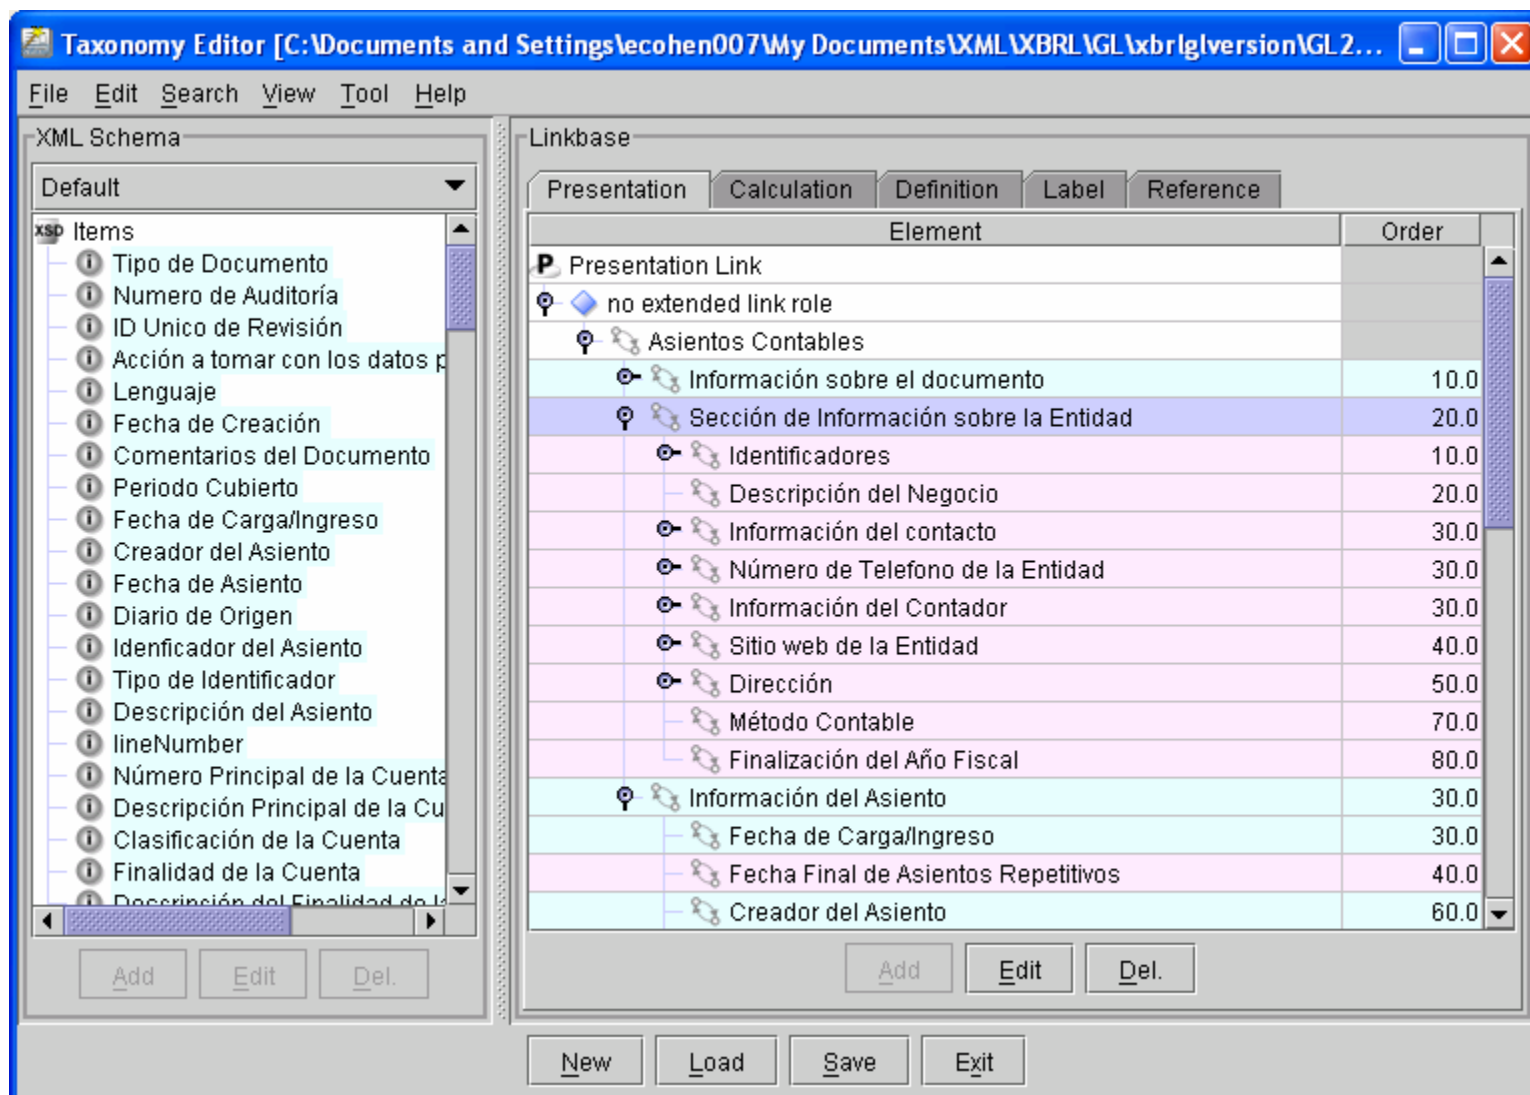 Taxonomy Editor [C:\Documents and Settings\ecohen007\My Documents\XML\XBRL\GL\xbrlglversion\GL2...
File Edit Search View Tool Help
XML Schema
Default
XSD Items
Tipo de Documento
Numero de Auditoría
ID Unico de Revisión
Acción a tomar con los datos p
Lenguaje
Fecha de Creación
Comentarios del Documento
Periodo Cubierto
Fecha de Carga/Ingreso
Creador del Asiento
Fecha de Asiento
Diario de Origen
Idenficador del Asiento
Tipo de Identificador
Descripción del Asiento
lineNumber
Número Principal de la Cuenta
Descripción Principal de la Cu
Clasificación de la Cuenta
Finalidad de la Cuenta
Descripción del Finalidad de la
Add Edit Del.
Linkbase
Presentation Calculation Definition Label Reference
Element Order
P Presentation Link
no extended link role
Asientos Contables
Información sobre el documento 10.0
Sección de Información sobre la Entidad 20.0
Identificadores 10.0
Descripción del Negocio 20.0
Información del contacto 30.0
Número de Telefono de la Entidad 30.0
Información del Contador 30.0
Sitio web de la Entidad 40.0
Dirección 50.0
Método Contable 70.0
Finalización del Año Fiscal 80.0
Información del Asiento 30.0
Fecha de Carga/Ingreso 30.0
Fecha Final de Asientos Repetitivos 40.0
Creador del Asiento 60.0
Add Edit Del.
New Load Save Exit